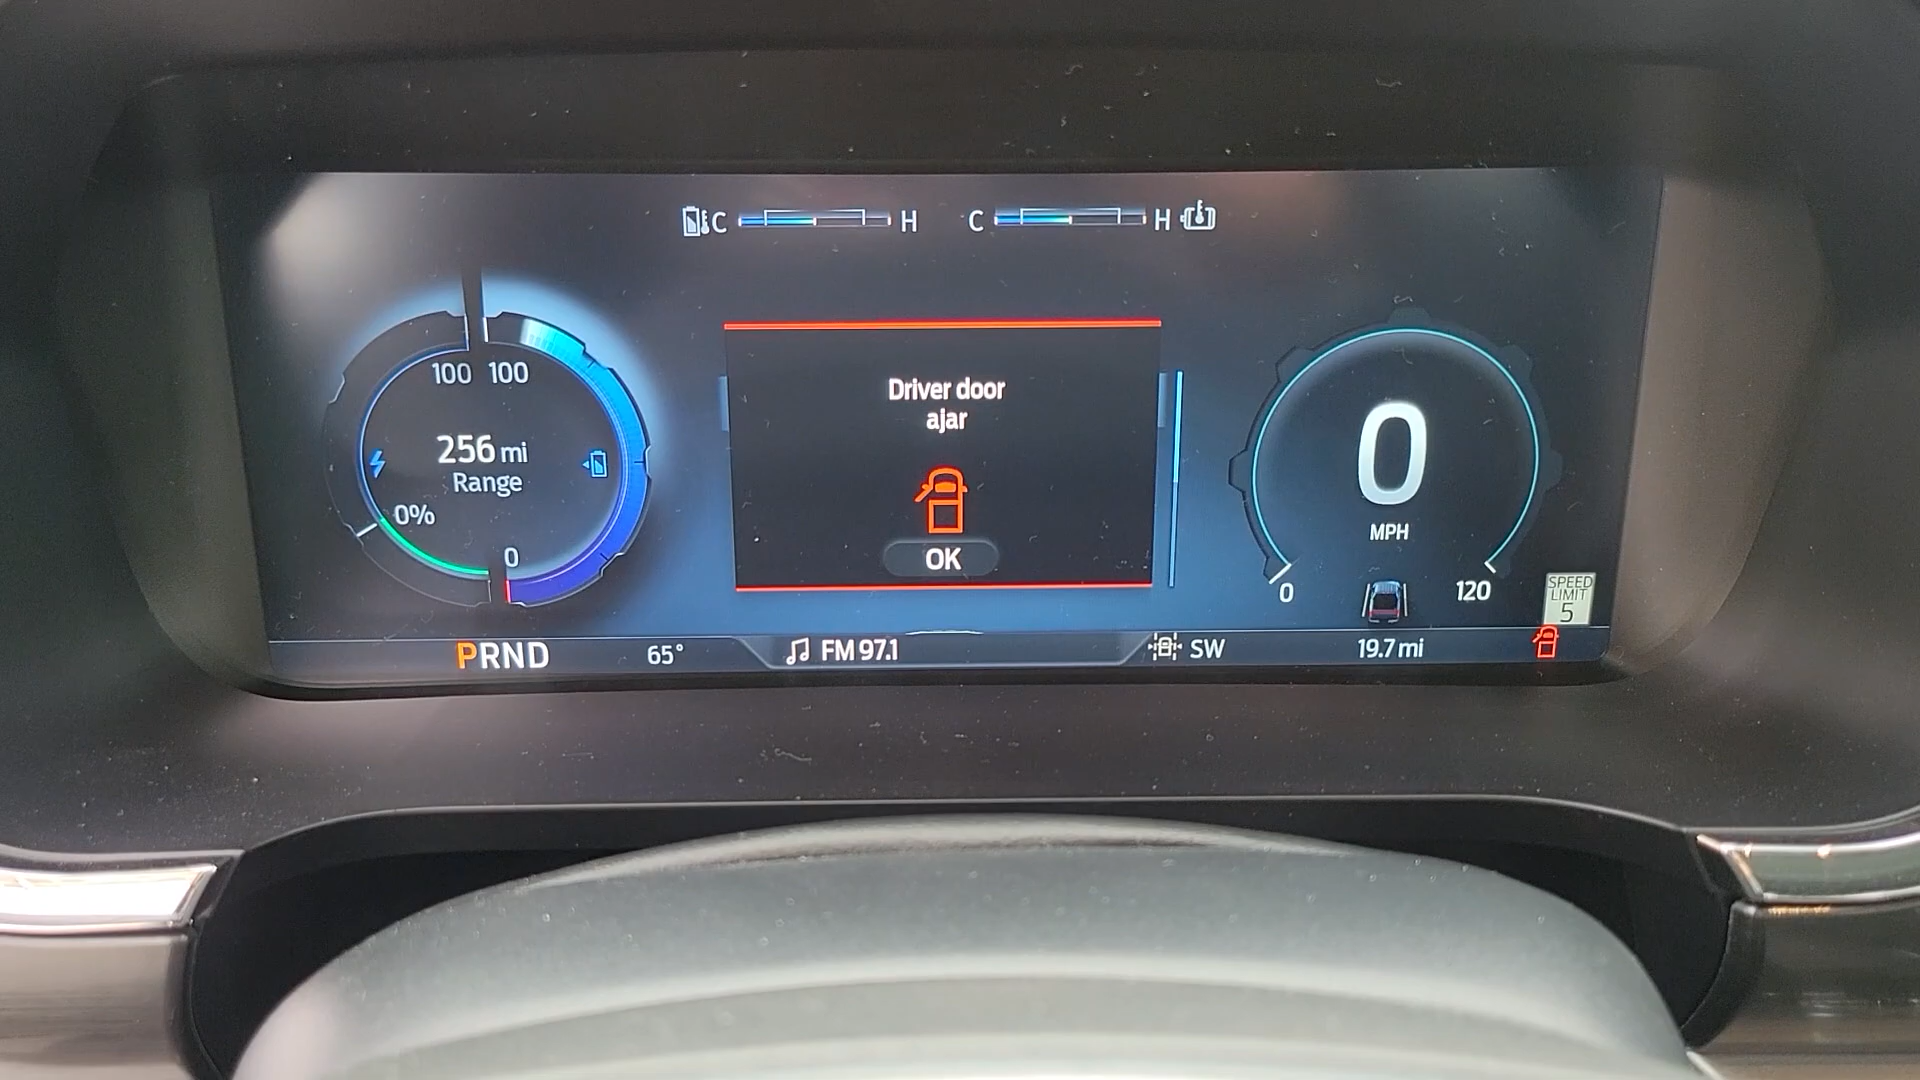 C H C H
100 100
256 mi
Range
0%
0
Driver door
ajar
OK
0
MPH
0 120
SPEED
LIMIT
5
PRND 65° FM 97.1 SW 19.7 mi